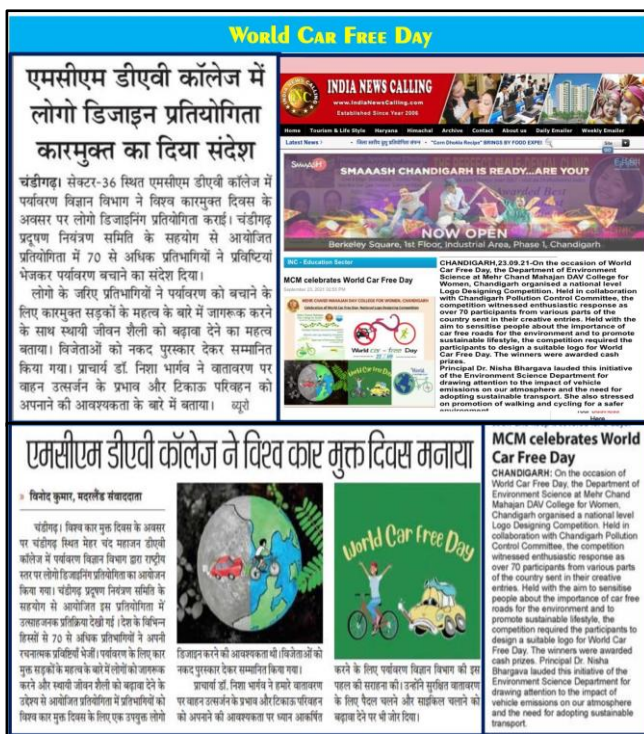 World Car Free Day
एमसीएम डीएवी कॉलेज में
लोगो डिजाइन प्रतियोगिता
कारमुक्त का दिया संदेश
चंडीगढ़। सेक्टर-36 स्थित एमसीएम डीएवी कॉलेज में
पर्यावरण विज्ञान विभाग ने विश्व कारमुक्त दिवस के
अवसर पर लोगो डिजाइनिंग प्रतियोगिता कराई। चंडीगढ़
प्रदूषण नियंत्रण समिति के सहयोग से आयोजित
प्रतियोगिता में 70 से अधिक प्रतिभागियों ने प्रविष्टियां
भेजकर पर्यावरण बचाने का संदेश दिया।
लोगो के जरिए प्रतिभागियों ने पर्यावरण को बचाने के
लिए कारमुक्त सड़कों के महत्व के बारे में जागरूक करने
के साथ स्थायी जीवन शैली को बढ़ावा देने का महत्व
बताया। विजेताओं को नकद पुरस्कार देकर सम्मानित
किया गया। प्राचार्य डॉ. निशा भार्गव ने वातावरण पर
वाहन उत्सर्जन के प्रभाव और टिकाऊ परिवहन को
अपनाने की आवश्यकता के बारे में बताया। ब्यूरो
INDIA NEWS CALLING
www.IndiaNewsCalling.com
Established Since 2006
Home Tourism & Life Style Haryana Himachal Archive Contact About us Daily Emailer Weekly Emailer
Latest News :
"Corn Dhokla Recipe" BRINGS BY FOOD EXPE
SMAAASH
SMAAASH CHANDIGARH IS READY...ARE YOU?
NOW OPEN
Berkeley Square, 1st Floor, Industrial Area, Phase 1, Chandigarh
INC - Education Sector
MCM celebrates World Car Free Day
MEHR CHAND MAHAJAN DAV COLLEGE FOR WOMEN, CHANDIGARH
World car - free Day
CHANDIGARH,23.09.21-On the occasion of World
Car Free Day, the Department of Environment
Science at Mehr Chand Mahajan DAV College for
Women, Chandigarh organised a national level
Logo Designing Competition. Held in collaboration
with Chandigarh Pollution Control Committee, the
competition witnessed enthusiastic response as
over 70 participants from various parts of the
country sent in their creative entries. Held with the
aim to sensitise people about the importance of
car free roads for the environment and to promote
sustainable lifestyle, the competition required the
participants to design a suitable logo for World
Car Free Day. The winners were awarded cash
prizes.
Principal Dr. Nisha Bhargava lauded this initiative
of the Environment Science Department for
drawing attention to the impact of vehicle
emissions on our atmosphere and the need for
adopting sustainable transport. She also stressed
on promotion of walking and cycling for a safer
environment
Here
एमसीएम डीएवी कॉलेज ने विश्व कार मुक्त दिवस मनाया
» विनोद कुमार, मदरलैंड संवाददाता
चंडीगढ़। विश्व कार मुक्त दिवस के अवसर
पर चंडीगढ़ स्थित मेहर चंद महाजन डीएवी
कॉलेज में पर्यावरण विज्ञान विभाग द्वारा राष्ट्रीय
स्तर पर लोगो डिजाइनिंग प्रतियोगिता का आयोजन
किया गया। चंडीगढ़ प्रदूषण नियंत्रण समिति के
सहयोग से आयोजित इस प्रतियोगिता में
उत्साहजनक प्रतिक्रिया देखी गई। देश के विभिन्न
हिस्सों से 70 से अधिक प्रतिभागियों ने अपनी
रचनात्मक प्रविष्टियाँ भेजीं। पर्यावरण के लिए कार
मुक्त सड़कों के महत्व के बारे में लोगों को जागरूक
करने और स्थायी जीवन शैली को बढ़ावा देने के
उद्देश्य से आयोजित प्रतियोगिता में प्रतिभागियों को
विश्व कार मुक्त दिवस के लिए एक उपयुक्त लोगो
डिजाइन करने की आवश्यकता थी। विजेताओं को
नकद पुरस्कार देकर सम्मानित किया गया।
प्राचार्या डॉ. निशा भार्गव ने हमारे वातावरण
पर वाहन उत्सर्जन के प्रभाव और टिकाऊ परिवहन
को अपनाने की आवश्यकता पर ध्यान आकर्षित
World Car Free Day
करने के लिए पर्यावरण विज्ञान विभाग की इस
पहल की सराहना की। उन्होंने सुरक्षित वातावरण
के लिए पैदल चलने और साइकिल चलाने को
बढ़ावा देने पर भी जोर दिया।
MCM celebrates World
Car Free Day
CHANDIGARH: On the occasion of
World Car Free Day, the Department of
Environment Science at Mehr Chand
Mahajan DAV College for Women,
Chandigarh organised a national level
Logo Designing Competition. Held in
collaboration with Chandigarh Pollution
Control Committee, the competition
witnessed enthusiastic response as
over 70 participants from various parts
of the country sent in their creative
entries. Held with the aim to sensitise
people about the importance of car free
roads for the environment and to
promote sustainable lifestyle, the
competition required the participants to
design a suitable logo for World Car
Free Day. The winners were awarded
cash prizes. Principal Dr. Nisha
Bhargava lauded this initiative of the
Environment Science Department for
drawing attention to the impact of
vehicle emissions on our atmosphere
and the need for adopting sustainable
transport.